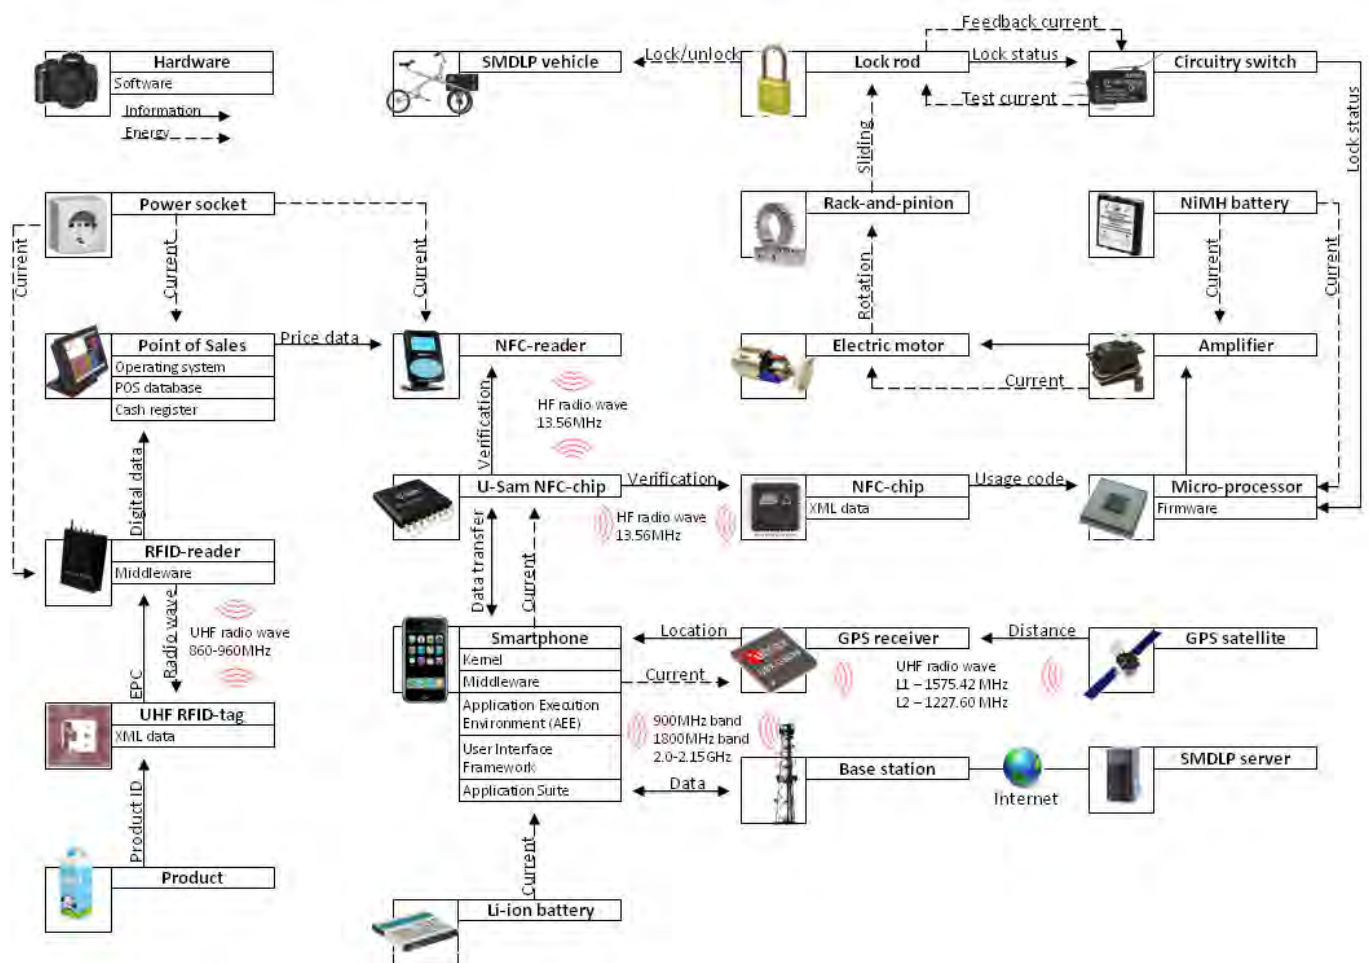 Hardware
Software
Information
Energy
SMDLP vehicle
Lock/unlock
Lock rod
Feedback current
Lock status
Test current
Circuitry switch
Lock status
Power socket
Current
Current
Current
Sliding
Rack-and-pinion
NiMH battery
Current
Current
Rotation
Point of Sales
Operating system
POS database
Cash register
Price data
NFC-reader
HF radio wave
13.56MHz
Electric motor
Current
Amplifier
Verification
Digital data
U-Sam NFC-chip
Verification
HF radio wave
13.56MHz
NFC-chip
XML data
Usage code
Micro-processor
Firmware
RFID-reader
Middleware
Radio wave
EPC
UHF radio wave
860-960MHz
Data transfer
Current
Smartphone
Kernel
Middleware
Application Execution
Environment (AEE)
User Interface
Framework
Application Suite
Location
Current
GPS receiver
Distance
UHF radio wave
L1 – 1575.42 MHz
L2 – 1227.60 MHz
GPS satellite
UHF RFID-tag
XML data
900MHz band
1800MHz band
2.0-2.15GHz
Data
Base station
Internet
SMDLP server
Product ID
Product
Current
Li-ion battery